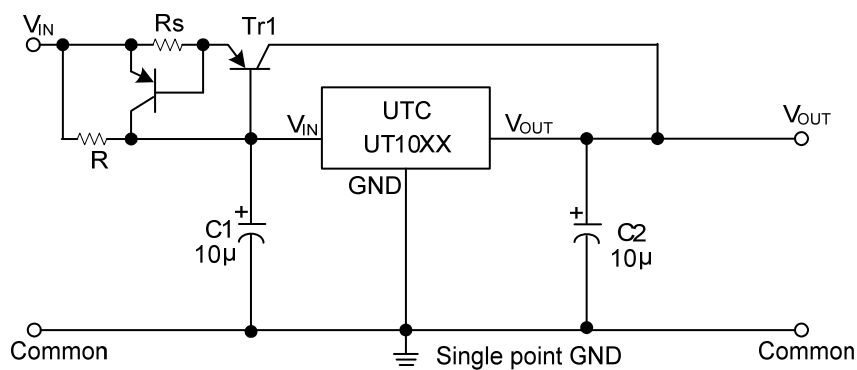 VIN
Rs
Tr1
R
VIN
UTC
UT10XX
VOUT
GND
VOUT
+
C1
10μ
+
C2
10μ
Common
Single point GND
Common